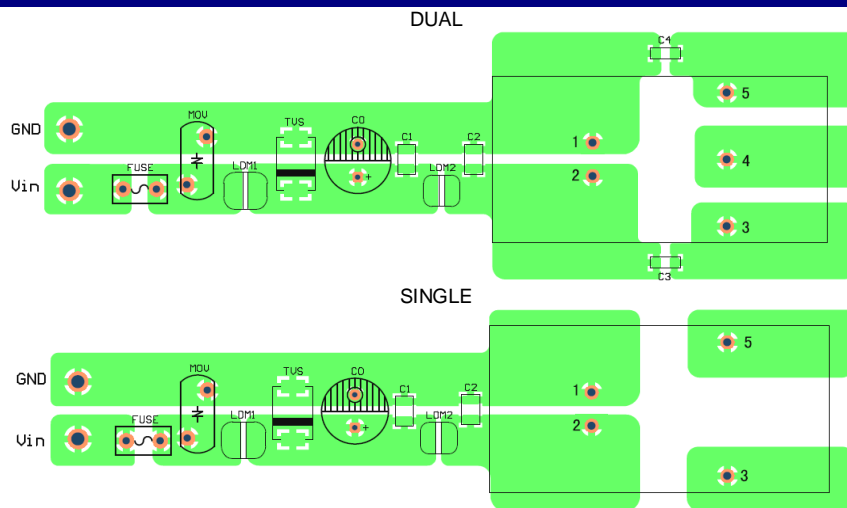 DUAL
C4
MOV
TVS
C0
C1
C2
5
GND
1
4
FUSE
LDM1
LDM2
Vin
2
+
3
C3
SINGLE
MOV
TVS
C0
C1
C2
5
GND
1
FUSE
LDM1
LDM2
Vin
2
+
3